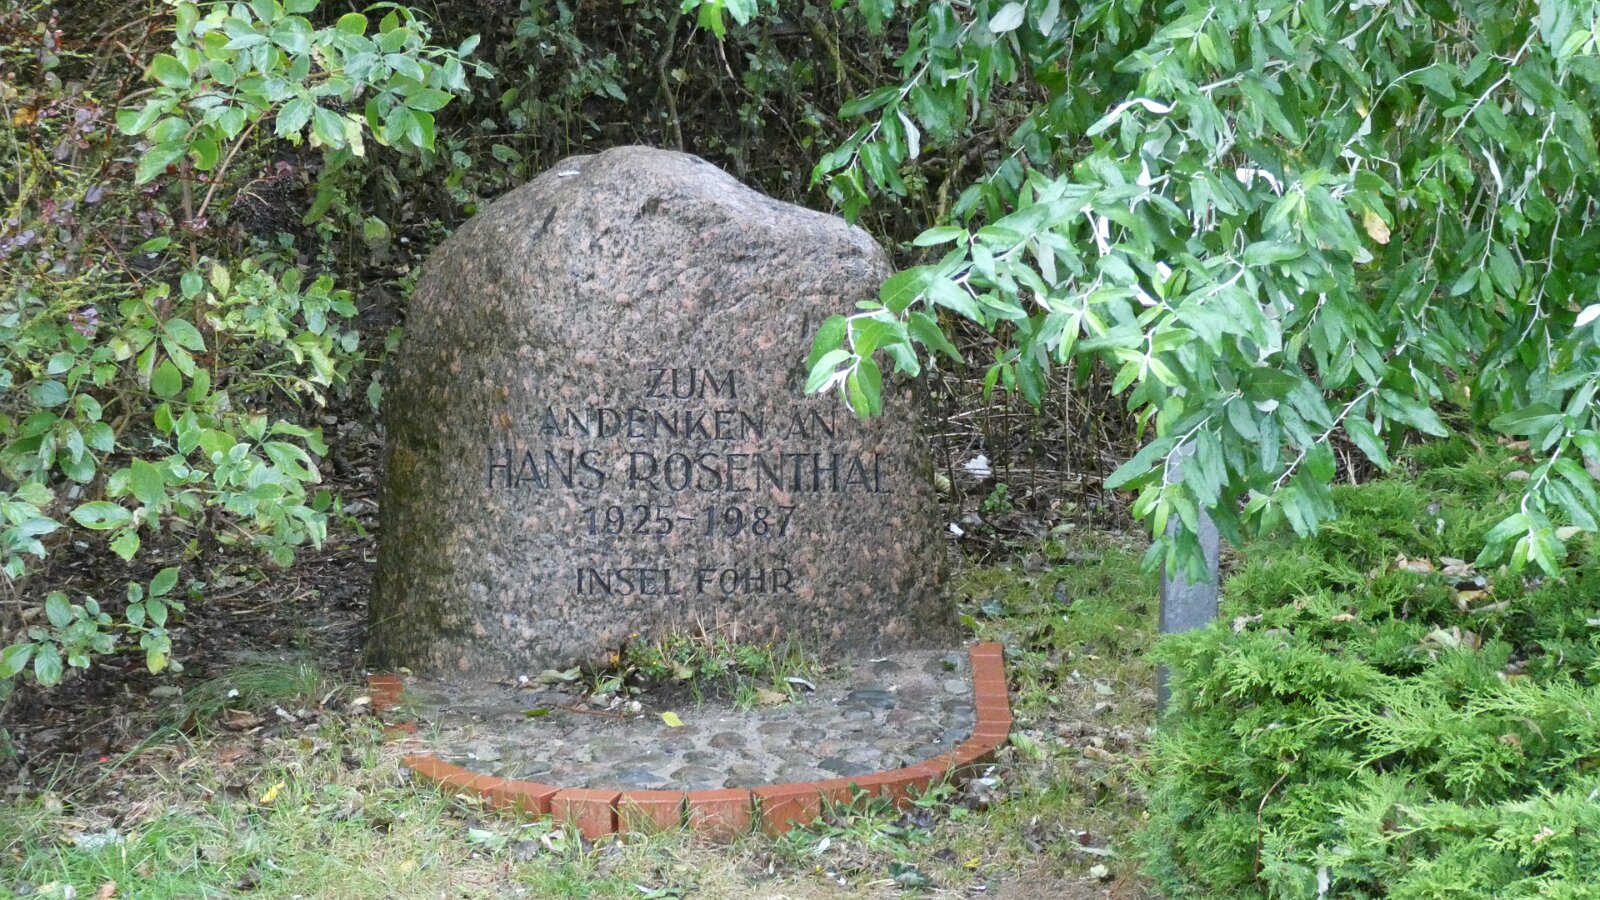 ZUM
ANDENKEN AN
HANS ROSENTHAL
1925-1987
INSEL FÖHR